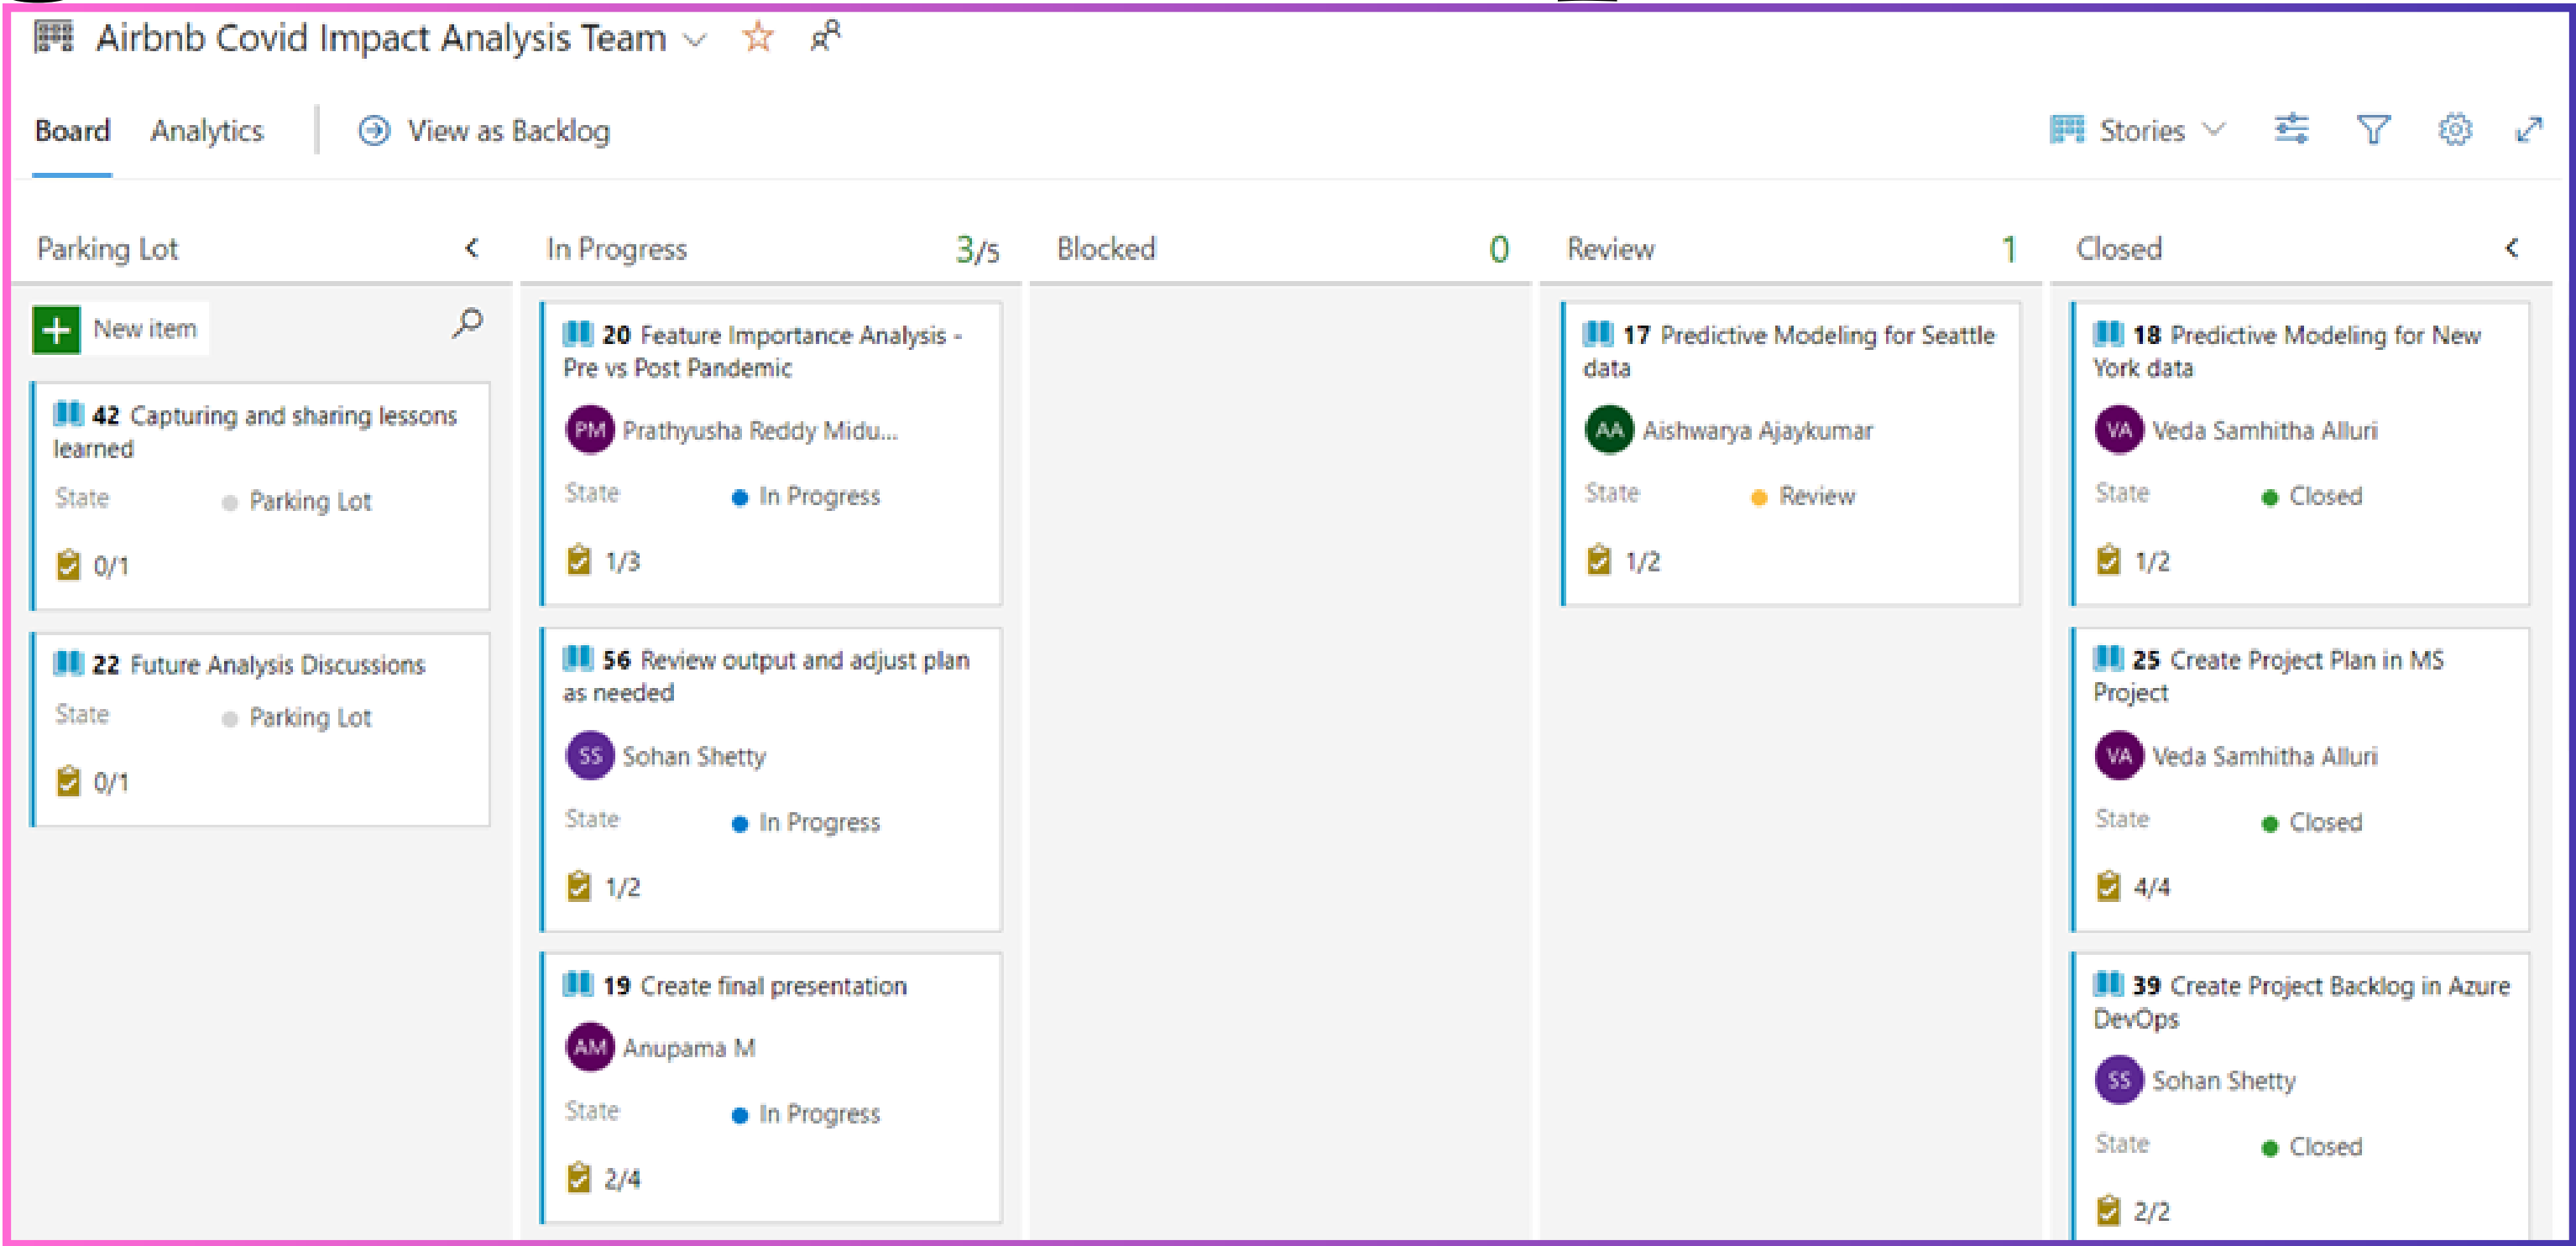 Airbnb Covid Impact Analysis Team
Board Analytics View as Backlog Stories
Parking Lot
New item
42 Capturing and sharing lessons
learned
State Parking Lot
0/1
22 Future Analysis Discussions
State Parking Lot
0/1
In Progress 3/5
20 Feature Importance Analysis -
Pre vs Post Pandemic
PM Prathyusha Reddy Midu...
State In Progress
1/3
56 Review output and adjust plan
as needed
SS Sohan Shetty
State In Progress
1/2
19 Create final presentation
AM Anupama M
State In Progress
2/4
Blocked 0
Review 1
17 Predictive Modeling for Seattle
data
AA Aishwarya Ajaykumar
State Review
1/2
Closed
18 Predictive Modeling for New
York data
VA Veda Samhitha Alluri
State Closed
1/2
25 Create Project Plan in MS
Project
VA Veda Samhitha Alluri
State Closed
4/4
39 Create Project Backlog in Azure
DevOps
SS Sohan Shetty
State Closed
2/2